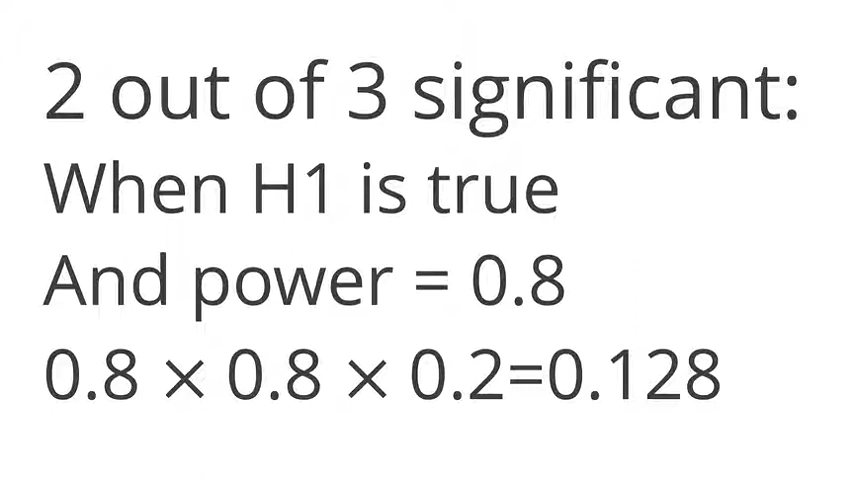 2 out of 3 significant:
When H1 is true
And power = 0.8
0.8 × 0.8 × 0.2=0.128